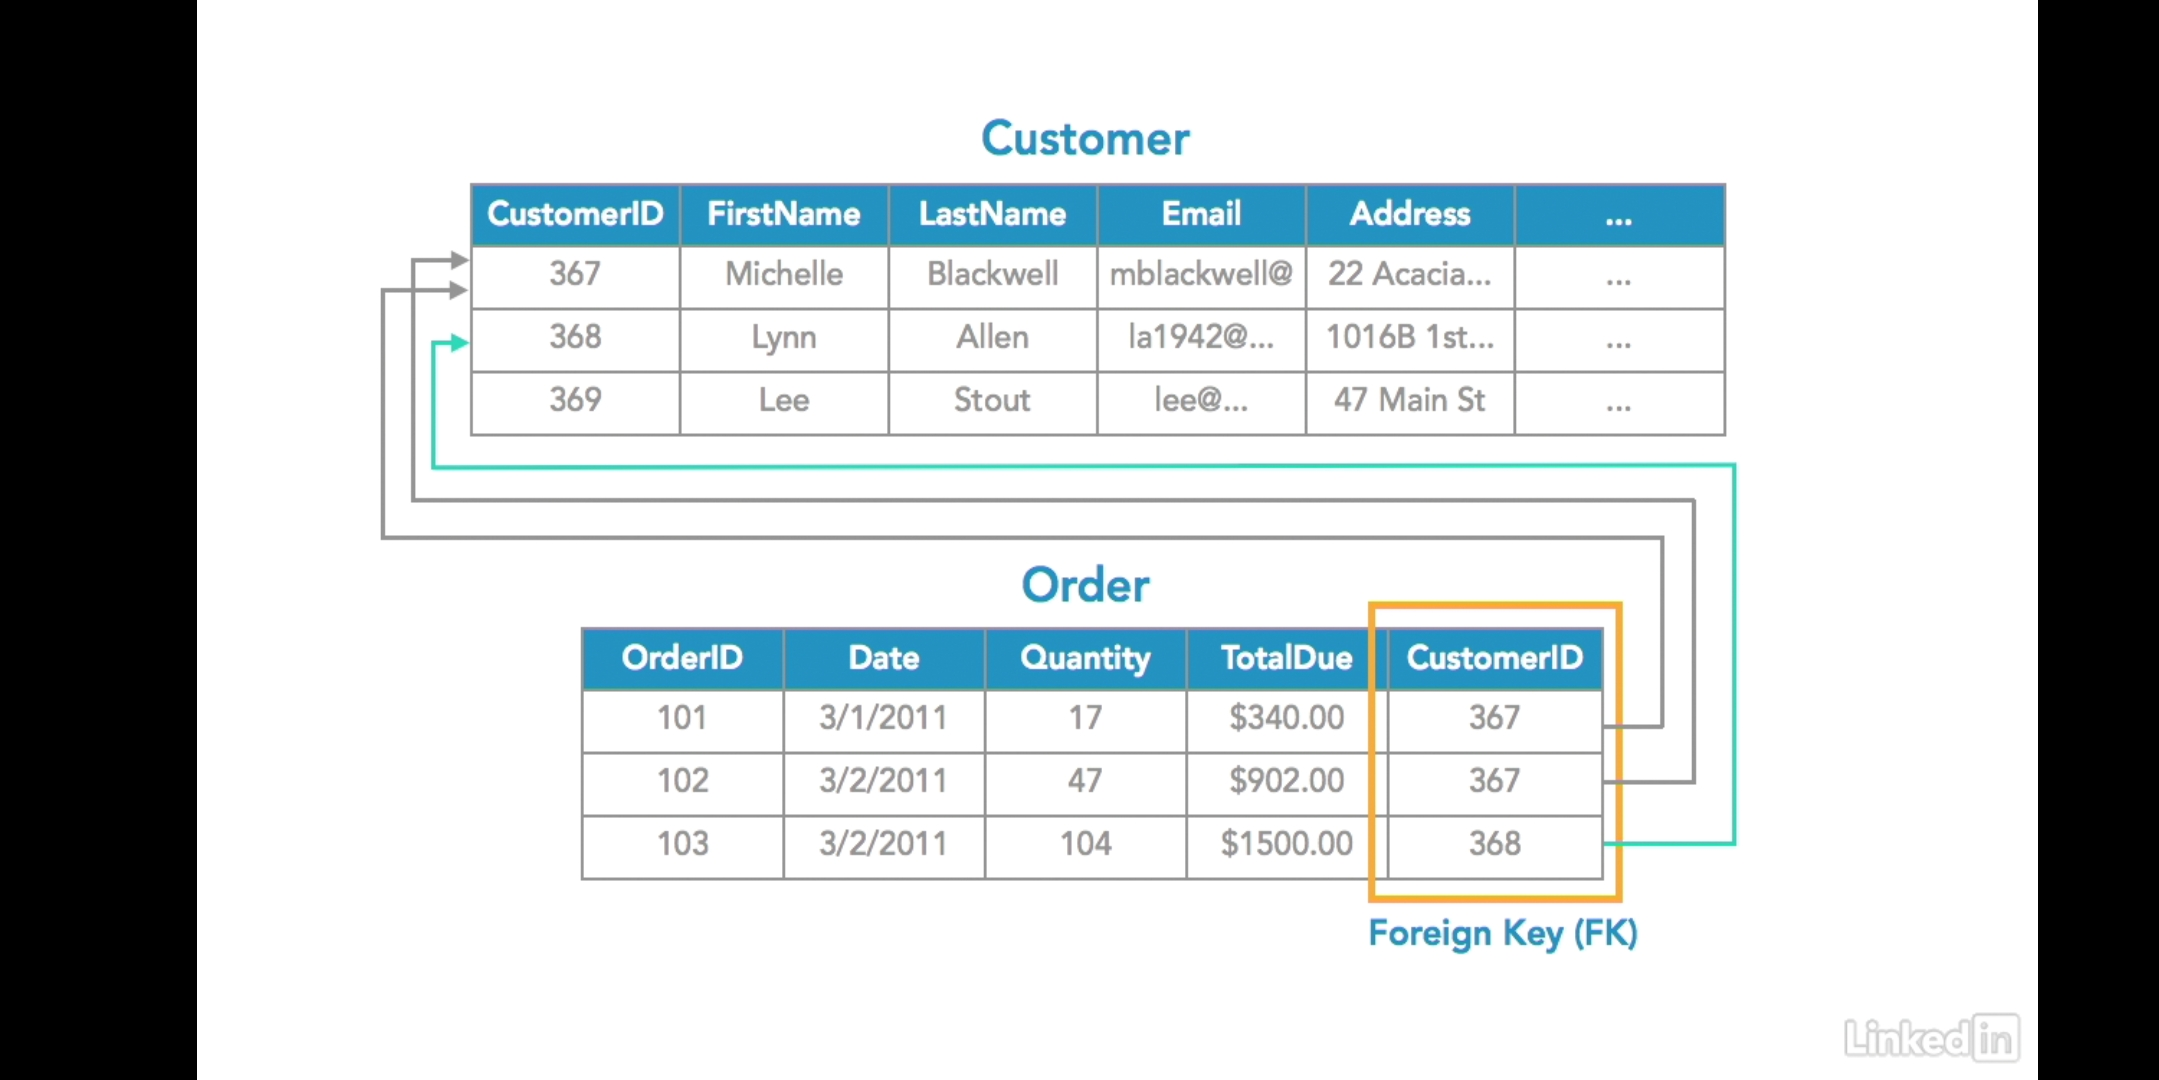 Customer
CustomerID FirstName LastName Email Address ...
367 Michelle Blackwell mblackwell@ 22 Acacia... ...
368 Lynn Allen la1942@... 1016B 1st... ...
369 Lee Stout lee@... 47 Main St ...
Order
OrderID Date Quantity TotalDue CustomerID
101 3/1/2011 17 $340.00 367
102 3/2/2011 47 $902.00 367
103 3/2/2011 104 $1500.00 368
Foreign Key (FK)
Linked in